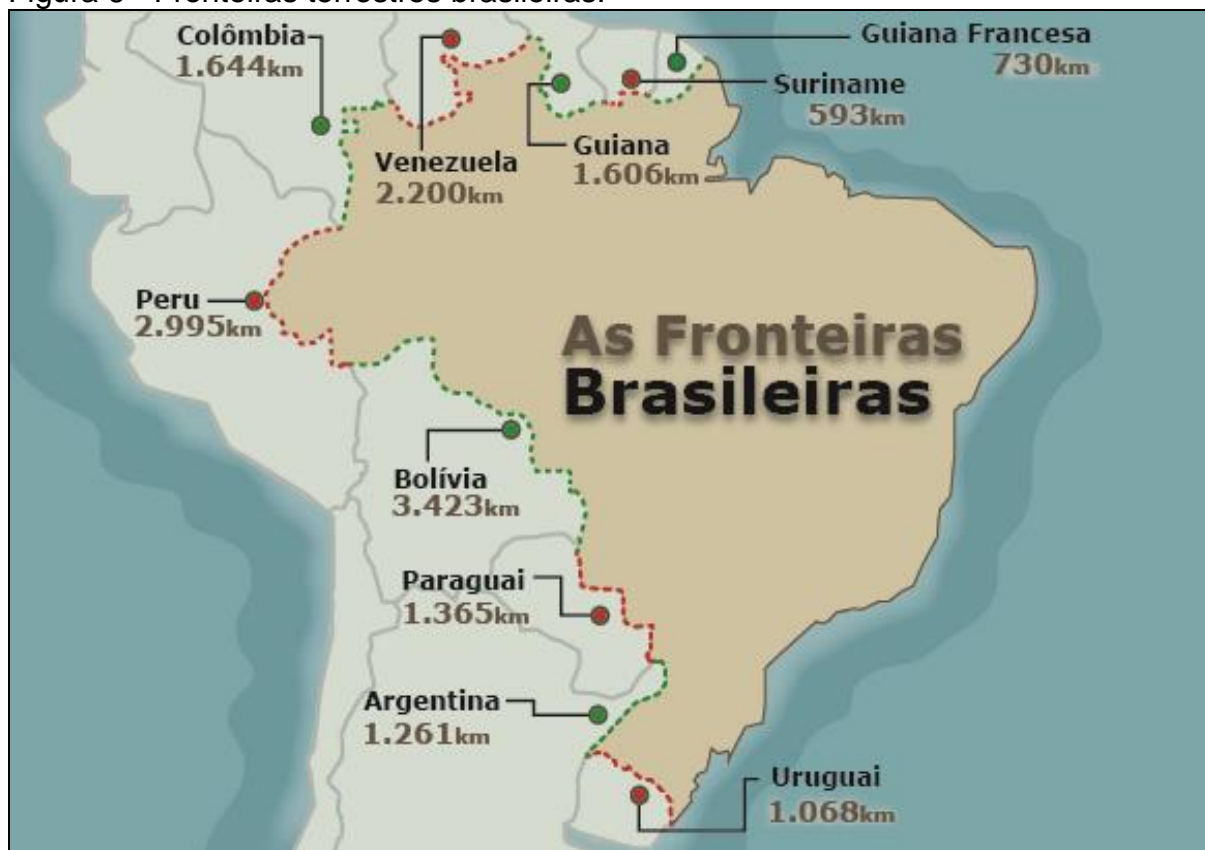 Colômbia
1.644km
Guiana Francesa
730km
Suriname
593km
Venezuela
2.200km
Guiana
1.606km
Peru
2.995km
As Fronteiras
Brasileiras
Bolívia
3.423km
Paraguai
1.365km
Argentina
1.261km
Uruguai
1.068km